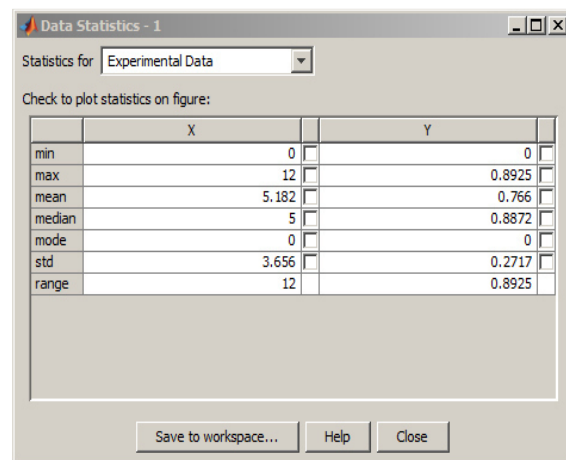 Data Statistics - 1
Statistics for Experimental Data
Check to plot statistics on figure:
X Y
min 0 0
max 12 0.8925
mean 5.182 0.766
median 5 0.8872
mode 0 0
std 3.656 0.2717
range 12 0.8925
Save to workspace... Help Close